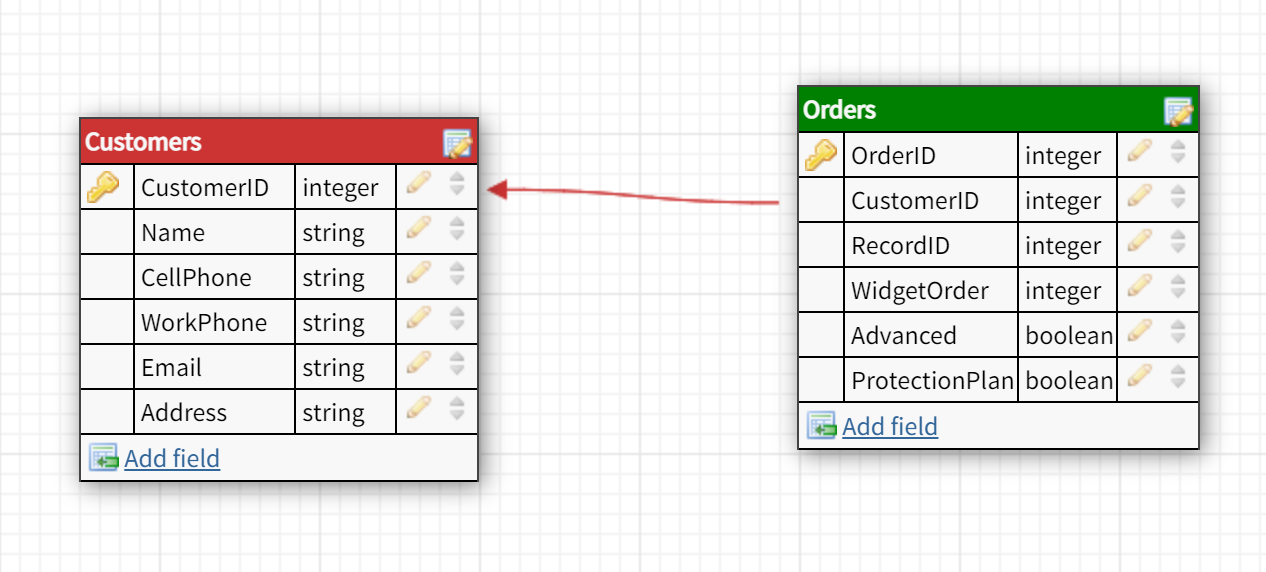 Customers
CustomerID integer
Name string
CellPhone string
WorkPhone string
Email string
Address string
Add field
Orders
OrderID integer
CustomerID integer
RecordID integer
WidgetOrder integer
Advanced boolean
ProtectionPlan boolean
Add field